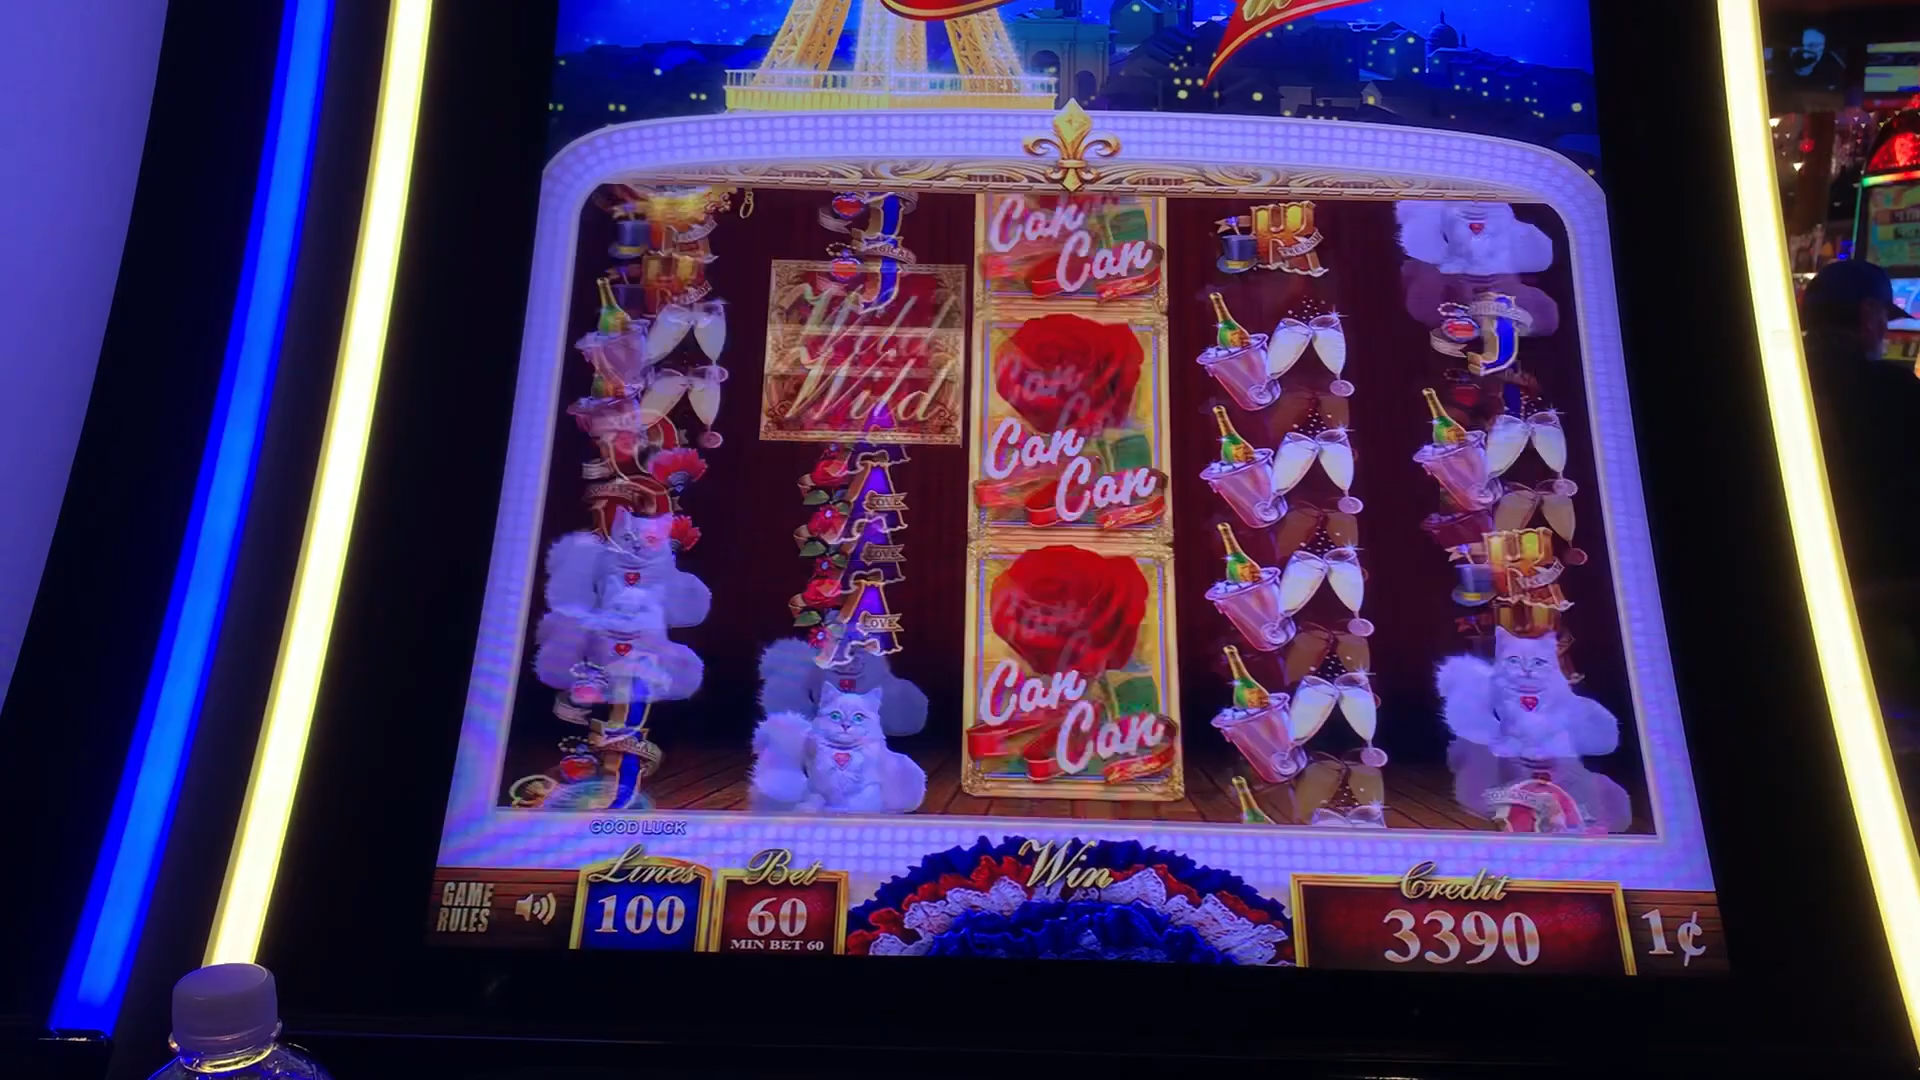 Can
Can
Wild
Wild
Can
Can
LOVE
LOVE
LOVE
Can
Can
GOOD LUCK
GAME
RULES
Lines
100
Bet
60
MIN BET 60
Win
Credit
3390
1¢